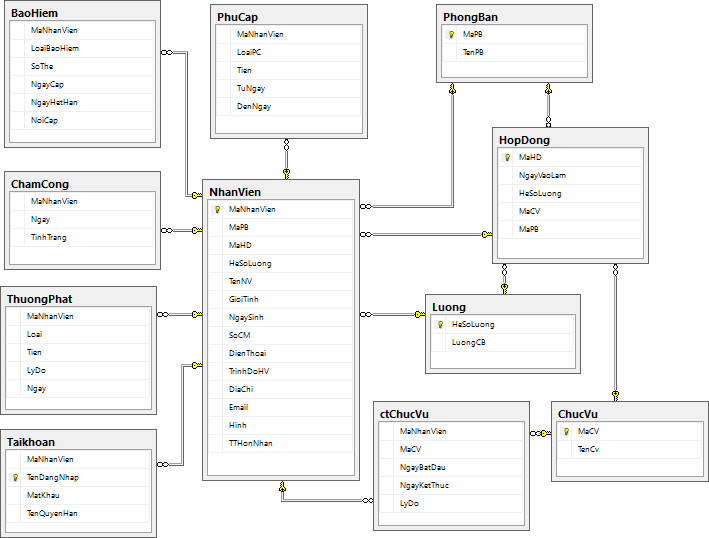 BaoHiem
MaNhanVien
LoaiBaoHiem
SoThe
NgayCap
NgayHetHan
NoiCap
PhuCap
MaNhanVien
LoaiPC
Tien
TuNgay
DenNgay
PhongBan
MaPB
TenPB
HopDong
MaHD
NgayVaoLam
HeSoLuong
MaCV
MaPB
ChamCong
MaNhanVien
Ngay
TinhTrang
NhanVien
MaNhanVien
MaPB
MaHD
HeSoLuong
TenNV
GioiTinh
NgaySinh
SoCM
DienThoai
TrinhDoHV
DiaChi
Email
Hinh
TTHonNhan
ThuongPhat
MaNhanVien
Loai
Tien
LyDo
Ngay
Luong
HeSoLuong
LuongCB
Taikhoan
MaNhanVien
TenDangNhap
MatKhau
TenQuyenHan
ctChucVu
MaNhanVien
MaCV
NgayBatDau
NgayKetThuc
LyDo
ChucVu
MaCV
TenCv